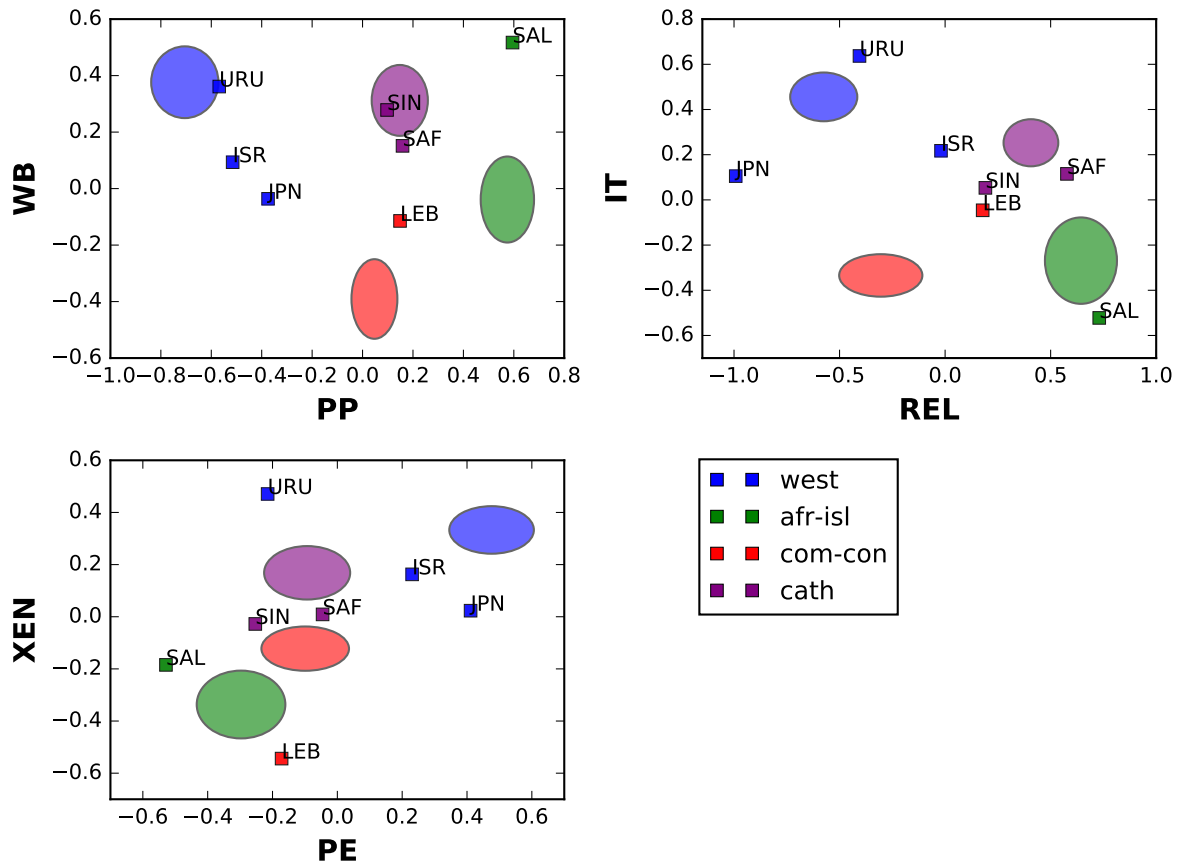 0.6
0.4
0.2
0.0
−0.2
−0.4
−0.6
WB
SAL
URU
SIN
SAF
ISR
JPN
LEB
−1.0 −0.8 −0.6 −0.4 −0.2 0.0 0.2 0.4 0.6 0.8
PP
0.8
0.6
0.4
0.2
0.0
−0.2
−0.4
−0.6
IT
URU
ISR
JPN
SAF
SIN
LEB
SAL
−1.0 −0.5 0.0 0.5 1.0
REL
0.6
0.4
0.2
0.0
−0.2
−0.4
−0.6
XEN
URU
ISR
JPN
SAF
SIN
SAL
LEB
−0.6 −0.4 −0.2 0.0 0.2 0.4 0.6
PE
west
afr-isl
com-con
cath